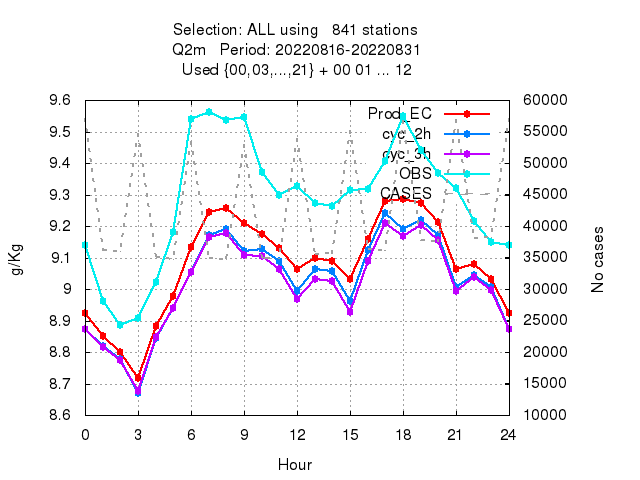 Selection: ALL using   841 stations
Q2m   Period: 20220816-20220831
Used {00,03,...,21} + 00 01 ... 12
9.6
9.5
9.4
9.3
9.2
9.1
9
8.9
8.8
8.7
8.6
g/Kg
Prod_EC
cyc_2h
cyc_3h
OBS
CASES
60000
55000
50000
45000
40000
35000
30000
25000
20000
15000
10000
No cases
0 3 6 9 12 15 18 21 24
Hour